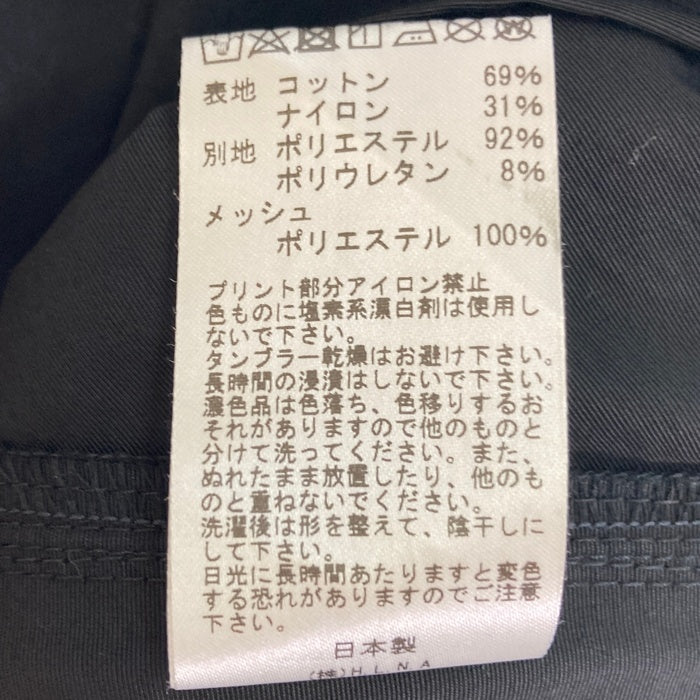 表地 コットン 69%
ナイロン 31%
別地 ポリエステル 92%
ポリウレタン 8%
メッシュ
ポリエステル 100%
プリント部分アイロン禁止
色ものに塩素系漂白剤は使用し
ないで下さい。
タンブラー乾燥はお避け下さい。
長時間の浸漬はしないで下さい。
濃色品は色落ち、色移りするお
それがありますので他のものと
分けて洗ってください。また、
ぬれたまま放置したり、他のも
のと重ねないでください。
洗濯後は形を整えて、陰干しに
して下さい。
日光に長時間あたりますと変色
する恐れがありますのでご注意
下さい。
日本製
(株)H.L.N.A